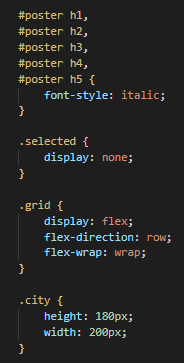 #poster h1,
#poster h2,
#poster h3,
#poster h4,
#poster h5 {
    font-style: italic;
}

.selected {
    display: none;
}

.grid {
    display: flex;
    flex-direction: row;
    flex-wrap: wrap;
}

.city {
    height: 180px;
    width: 200px;
}